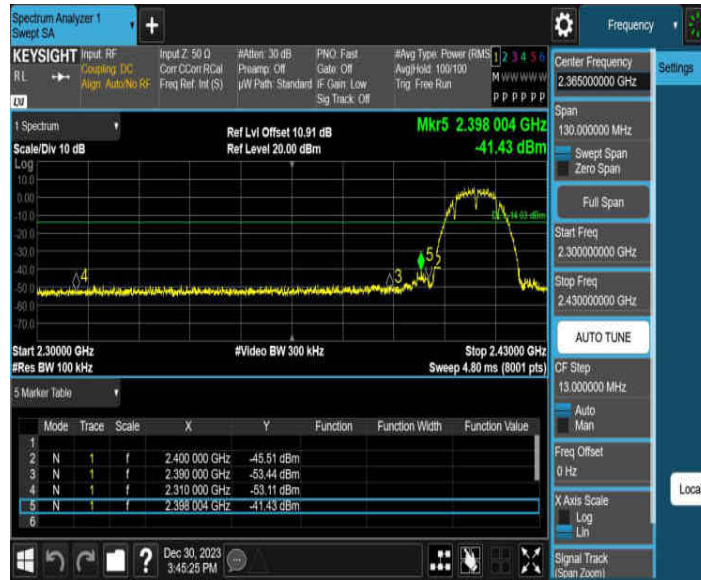 Spectrum Analyzer 1
Swept SA
+
Frequency
KEYSIGHT
RL
LXI
Input: RF
Coupling: DC
Align: Auto/No RF
Input Z: 50 Ω
Corr CCorr RCal
Freq Ref: Int (S)
#Atten: 30 dB
Preamp: Off
µW Path: Standard
PNO: Fast
Gate: Off
IF Gain: Low
Sig Track: Off
#Avg Type: Power (RMS
Avg|Hold: 100/100
Trig: Free Run
1 2 3 4 5 6
M W W W W W
P P P P P P
Center Frequency
2.365000000 GHz
Settings
Span
130.000000 MHz
Swept Span
Zero Span
Full Span
Start Freq
2.300000000 GHz
Stop Freq
2.430000000 GHz
AUTO TUNE
CF Step
13.000000 MHz
Auto
Man
Freq Offset
0 Hz
X Axis Scale
Log
Lin
Signal Track
(Span Zoom)
Local
1 Spectrum
Scale/Div 10 dB
Ref Lvl Offset 10.91 dB
Ref Level 20.00 dBm
Mkr5 2.398 004 GHz
-41.43 dBm
Log
10.0
0.00
-10.0
-20.0
-30.0
-40.0
-50.0
-60.0
-70.0
DL1 -14.03 dBm
4
3
5
2
Start 2.30000 GHz
#Res BW 100 kHz
#Video BW 300 kHz
Stop 2.43000 GHz
Sweep 4.80 ms (8001 pts)
5 Marker Table
Mode Trace Scale X Y Function Function Width Function Value
1
2 N 1 f 2.400 000 GHz -45.51 dBm
3 N 1 f 2.390 000 GHz -53.44 dBm
4 N 1 f 2.310 000 GHz -53.11 dBm
5 N 1 f 2.398 004 GHz -41.43 dBm
6
?
Dec 30, 2023
3:45:25 PM